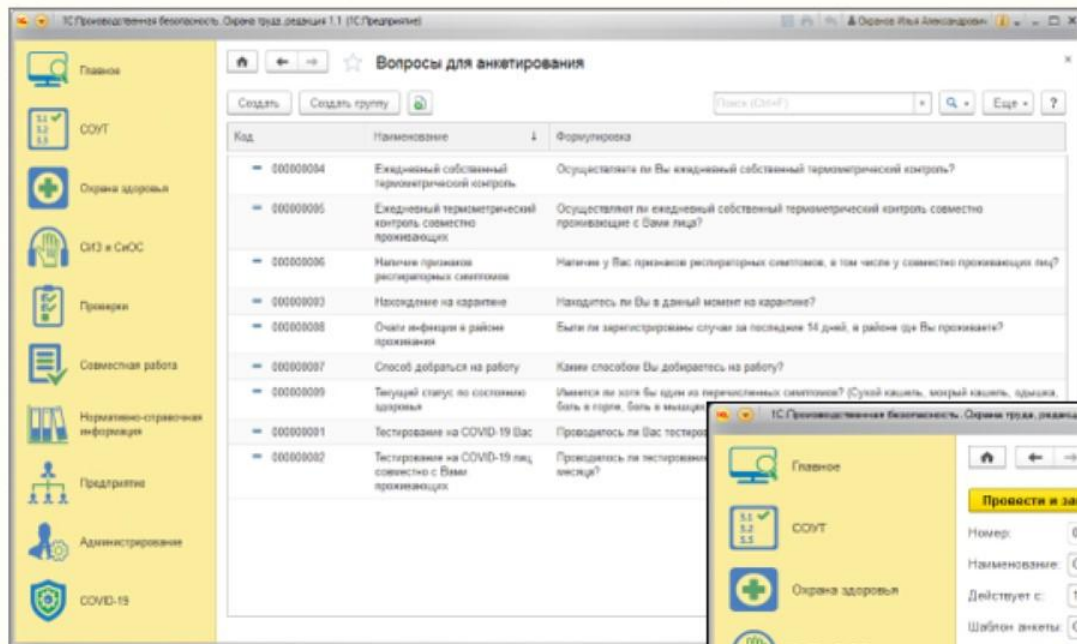 1С:Производственная безопасность. Охрана труда, редакция 1.1 (1С:Предприятие)
Охранов Илья Александрович
Главное
СОУТ
Охрана здоровья
СИЗ и СиОС
Проверки
Совместная работа
Нормативно-справочная
информация
Предприятие
Администрирование
COVID-19
Вопросы для анкетирования
Создать
Создать группу
Поиск (Ctrl+F)
×
Еще
?
Код
Наименование ↓
Формулировка
000000004
Ежедневный собственный
термометрический контроль
Осуществляете ли Вы ежедневный собственный термометрический контроль?
000000005
Ежедневный термометрический
контроль совместно
проживающих
Осуществляют ли ежедневный собственный термометрический контроль совместно
проживающие с Вами лица?
000000006
Наличие признаков
респираторных симптомов
Наличие у Вас признаков респираторных симптомов, в том числе у совместно проживающих лиц?
000000003
Нахождение на карантине
Находитесь ли Вы в данный момент на карантине?
000000008
Очаги инфекции в районе
проживания
Были ли зарегистрированы случаи за последние 14 дней, в районе где Вы проживаете?
000000007
Способ добраться на работу
Каким способом Вы добираетесь на работу?
000000009
Текущий статус по состоянию
здоровья
Имеется ли хотя бы один из перечисленных симптомов? (Сухой кашель, мокрый кашель, одышка,
боль в горле, боль в мышцах
000000001
Тестирование на COVID-19 Вас
Проводилось ли Вас тестиров
000000002
Тестирование на COVID-19 лиц
совместно с Вами
проживающих
Проводилось ли тестирование
месяца?
1С:Производственная безопасность. Охрана труда, редакц
Главное
СОУТ
Охрана здоровья
Провести и за
Номер:
Наименование:
Действует с:
Шаблон анкеты: